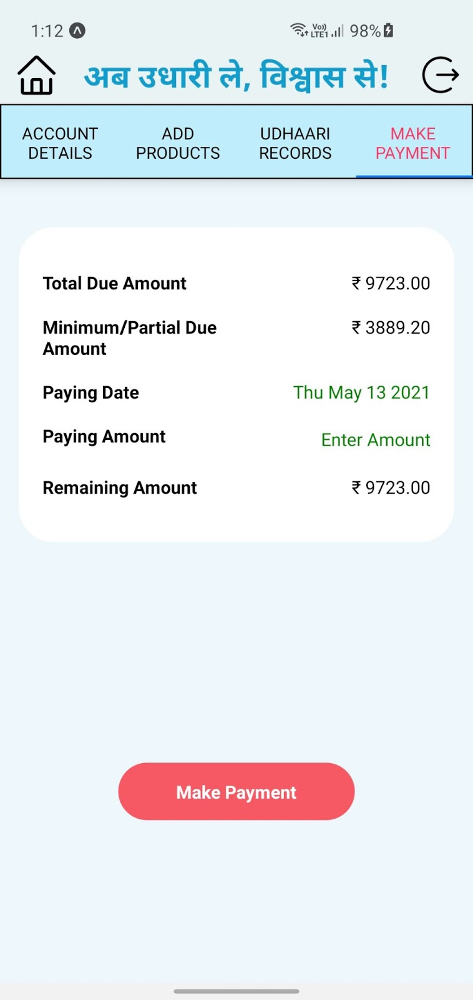 1:12 Vo)) LTE1 98%
अब उधारी ले, विश्वास से!
ACCOUNT DETAILS
ADD PRODUCTS
UDHAARI RECORDS
MAKE PAYMENT
Total Due Amount ₹ 9723.00
Minimum/Partial Due ₹ 3889.20
Amount
Paying Date Thu May 13 2021
Paying Amount Enter Amount
Remaining Amount ₹ 9723.00
Make Payment